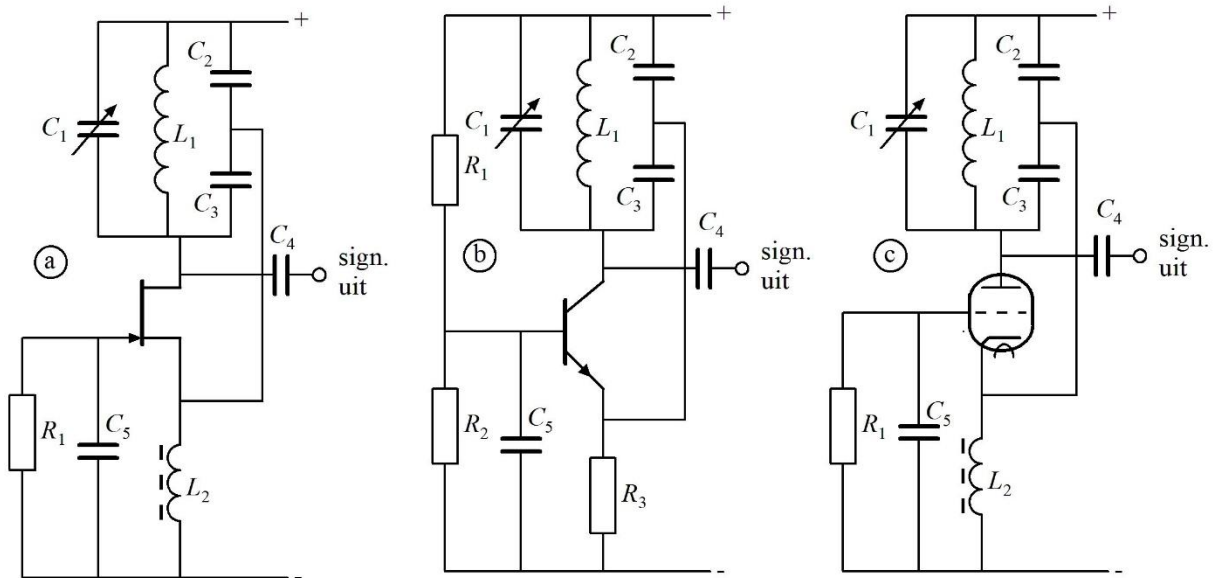 +
C2
C1
L1
C3
C4
a
sign.
uit
R1
C5
L2
-
+
C2
C1
L1
R1
C3
C4
b
sign.
uit
R2
C5
R3
-
+
C2
C1
L1
C3
C4
c
sign.
uit
R1
C5
L2
-